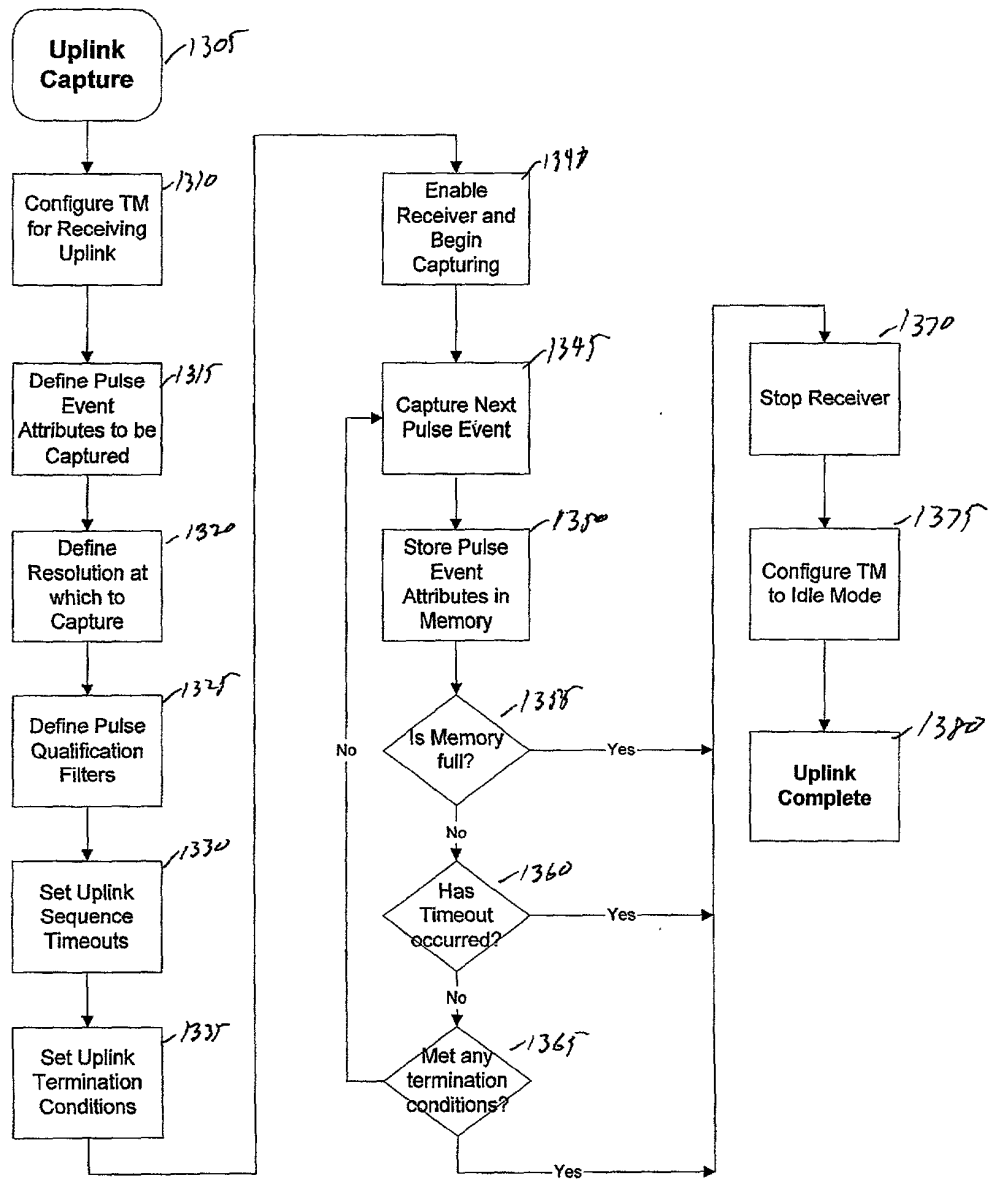 Uplink
Capture
1305
Configure TM
for Receiving
Uplink
1310
Define Pulse
Event
Attributes to be
Captured
1315
Define
Resolution at
which to
Capture
1320
Define Pulse
Qualification
Filters
1325
Set Uplink
Sequence
Timeouts
1330
Set Uplink
Termination
Conditions
1335
Enable
Receiver and
Begin
Capturing
1340
Capture Next
Pulse Event
1345
Store Pulse
Event
Attributes in
Memory
1350
Is Memory
full?
1355
Yes
No
No
Has
Timeout
occurred?
1360
Yes
No
Met any
termination
conditions?
1365
Yes
Stop Receiver
1370
Configure TM
to Idle Mode
1375
Uplink
Complete
1380